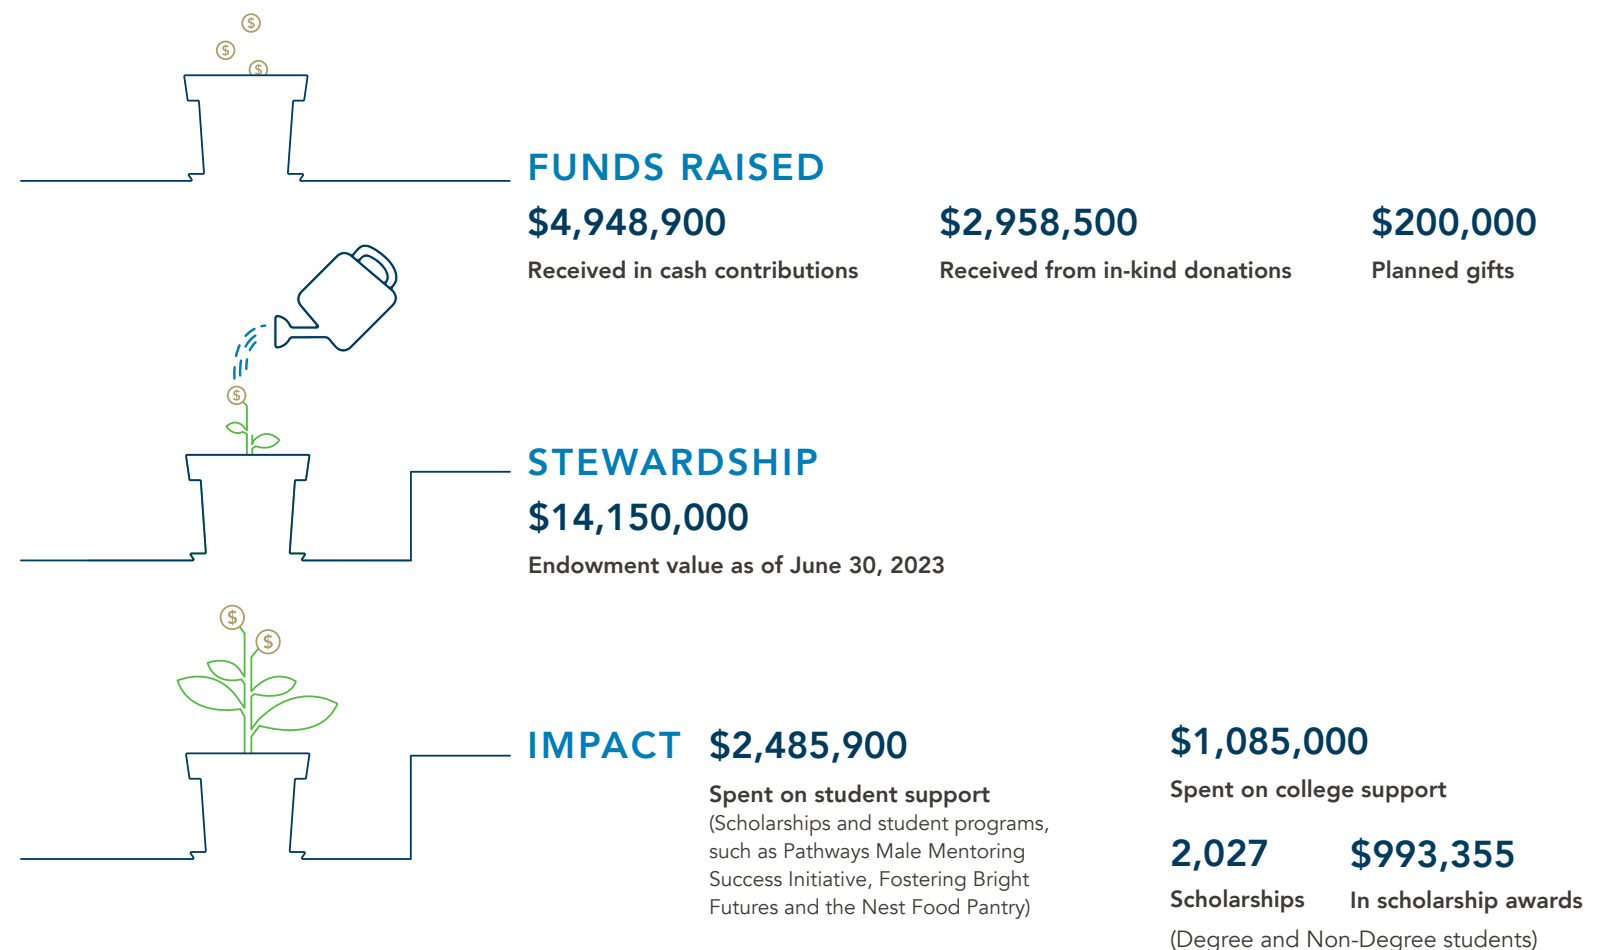 $
$
$
FUNDS RAISED
$4,948,900
Received in cash contributions
$2,958,500
Received from in-kind donations
$200,000
Planned gifts
$
STEWARDSHIP
$14,150,000
Endowment value as of June 30, 2023
$
$
IMPACT
$2,485,900
Spent on student support
(Scholarships and student programs,
such as Pathways Male Mentoring
Success Initiative, Fostering Bright
Futures and the Nest Food Pantry)
$1,085,000
Spent on college support
2,027
Scholarships
$993,355
In scholarship awards
(Degree and Non-Degree students)